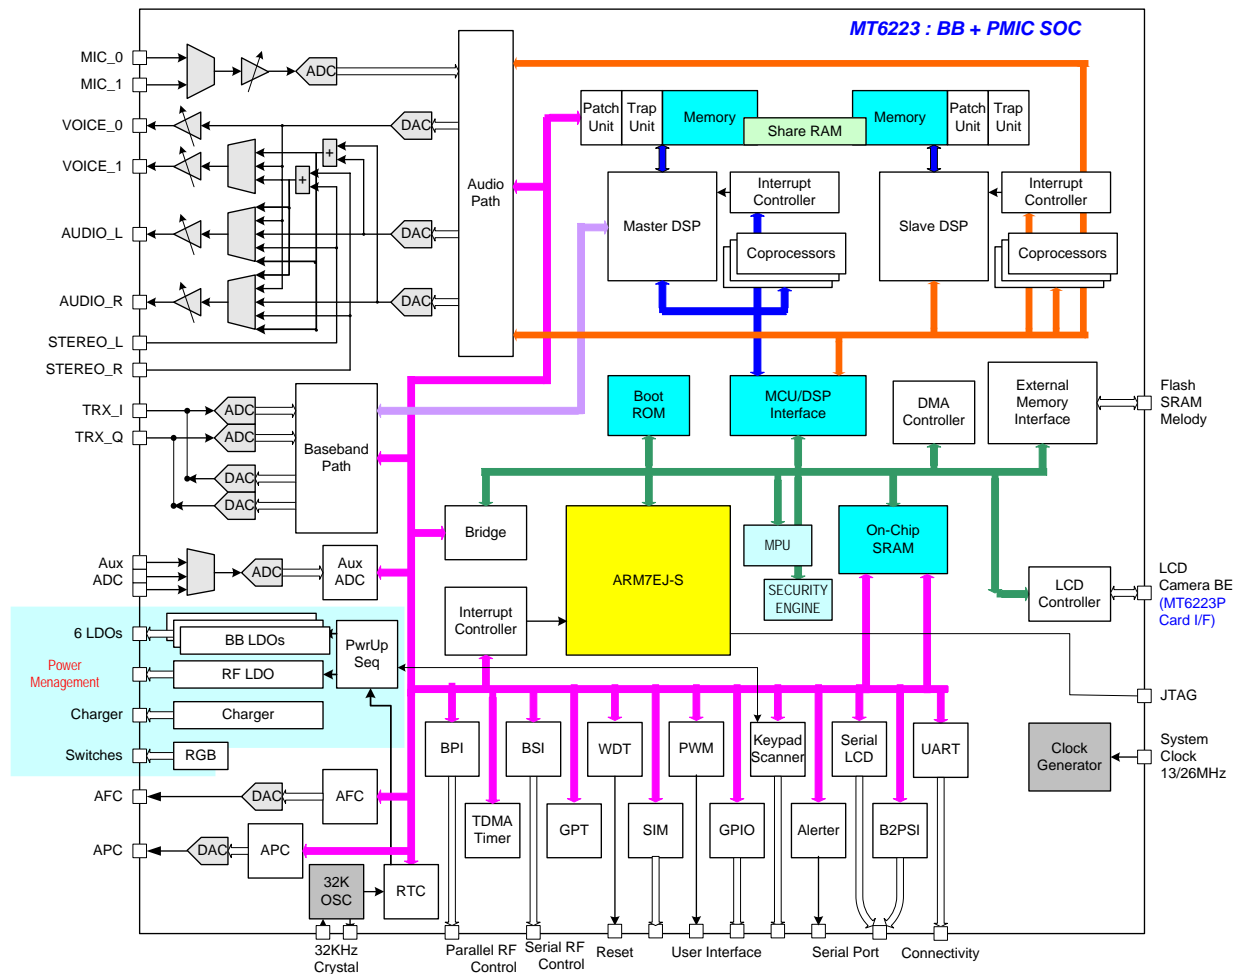 MT6223 : BB + PMIC SOC
MIC_0
MIC_1
ADC
VOICE_0
DAC
VOICE_1
+
+
AUDIO_L
DAC
AUDIO_R
DAC
STEREO_L
STEREO_R
Audio
Path
Patch
Unit
Trap
Unit
Memory
Share RAM
Memory
Patch
Unit
Trap
Unit
Master DSP
Interrupt
Controller
Coprocessors
Slave DSP
Interrupt
Controller
Coprocessors
TRX_I
TRX_Q
ADC
ADC
DAC
DAC
Baseband
Path
Boot
ROM
MCU/DSP
Interface
DMA
Controller
External
Memory
Interface
Flash
SRAM
Melody
Bridge
ARM7EJ-S
MPU
SECURITY
ENGINE
On-Chip
SRAM
LCD
Controller
LCD
Camera BE
(MT6223P
Card I/F)
Aux
ADC
ADC
Aux
ADC
Interrupt
Controller
6 LDOs
BB LDOs
PwrUp
Seq
Power
Menagement
RF LDO
Charger
Charger
Switches
RGB
JTAG
BPI
BSI
WDT
PWM
Keypad
Scanner
Serial
LCD
UART
Clock
Generator
System
Clock
13/26MHz
AFC
DAC
AFC
TDMA
Timer
GPT
SIM
GPIO
Alerter
B2PSI
APC
DAC
APC
32K
OSC
RTC
32KHz
Crystal
Parallel RF
Control
Serial RF
Control
Reset
User Interface
Serial Port
Connectivity